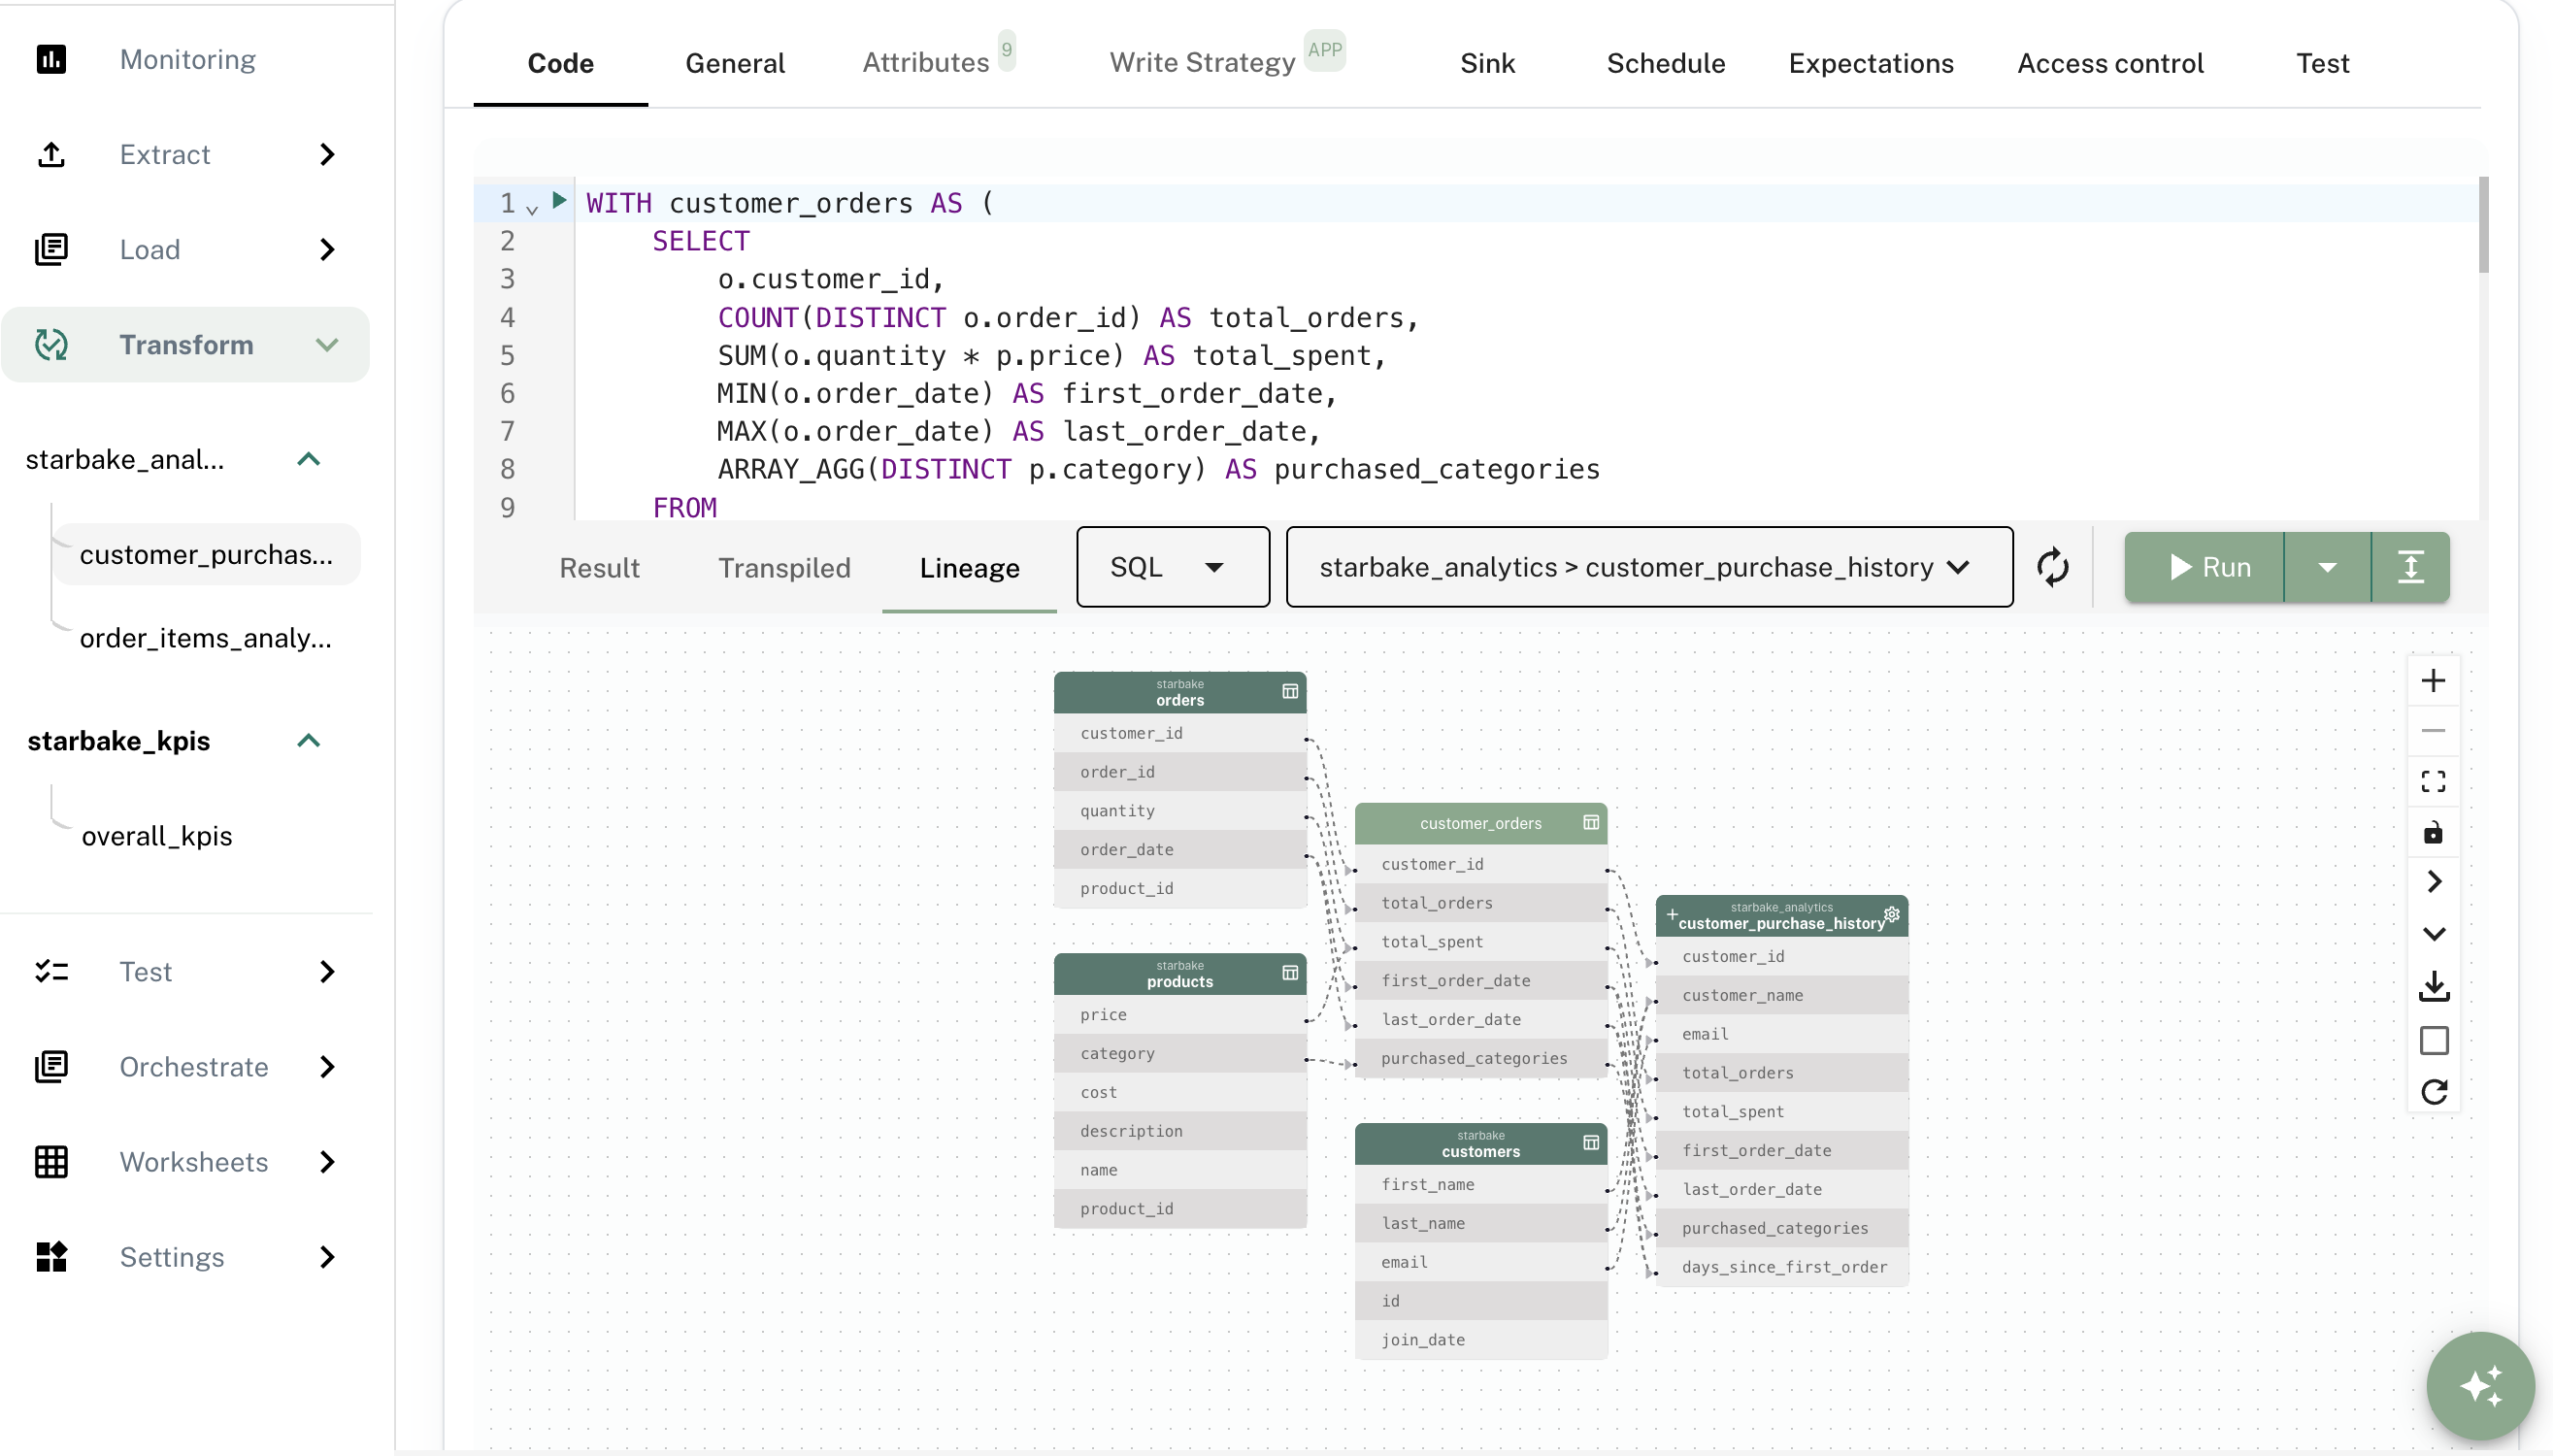 Monitoring
Extract
Load
Transform
starbake_anal...
customer_purchas...
order_items_analy...
starbake_kpis
overall_kpis
Test
Orchestrate
Worksheets
Settings
Code General Attributes 9 Write Strategy APP Sink Schedule Expectations Access control Test
1 WITH customer_orders AS (
2 SELECT
3 o.customer_id,
4 COUNT(DISTINCT o.order_id) AS total_orders,
5 SUM(o.quantity * p.price) AS total_spent,
6 MIN(o.order_date) AS first_order_date,
7 MAX(o.order_date) AS last_order_date,
8 ARRAY_AGG(DISTINCT p.category) AS purchased_categories
9 FROM
Result Transpiled Lineage SQL starbake_analytics > customer_purchase_history Run
starbake
orders
customer_id
order_id
quantity
order_date
product_id
starbake
products
price
category
cost
description
name
product_id
customer_orders
customer_id
total_orders
total_spent
first_order_date
last_order_date
purchased_categories
starbake
customers
first_name
last_name
email
id
join_date
starbake_analytics
customer_purchase_history
customer_id
customer_name
email
total_orders
total_spent
first_order_date
last_order_date
purchased_categories
days_since_first_order